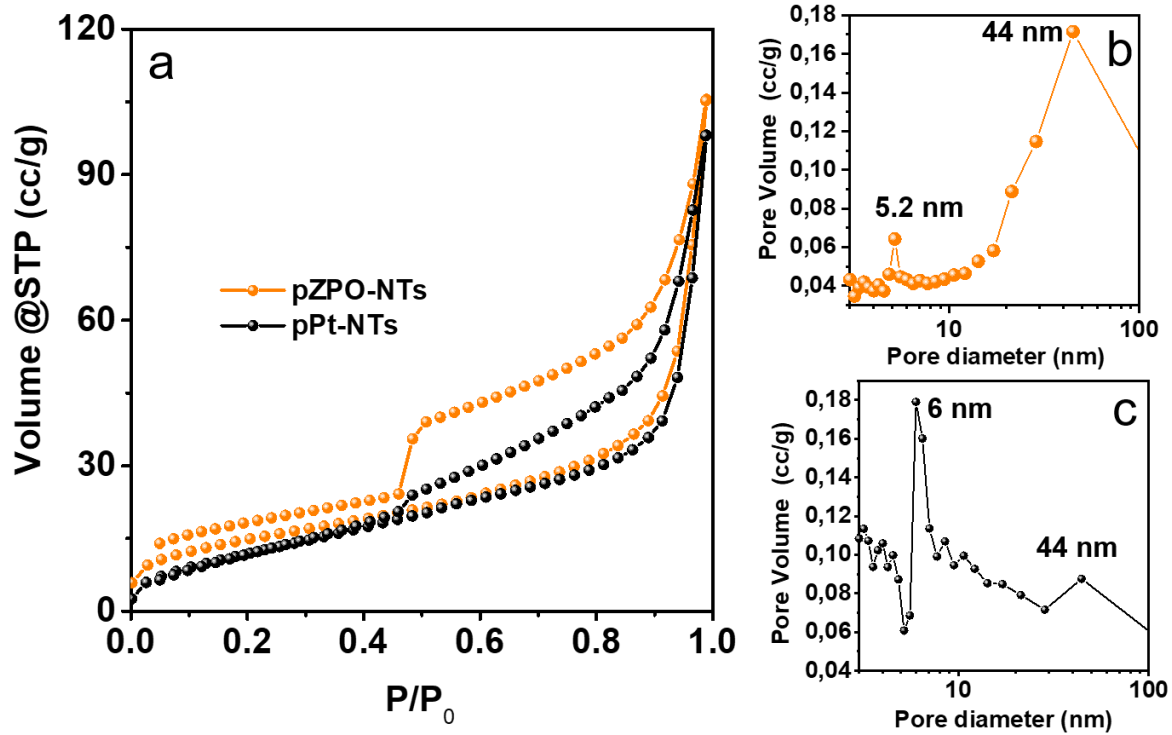 a
Volume @STP (cc/g)
120
90
60
30
0
pZPO-NTs
pPt-NTs
0.0 0.2 0.4 0.6 0.8 1.0
P/P0
b
Pore Volume (cc/g)
0,18
0,16
0,14
0,12
0,10
0,08
0,06
0,04
44 nm
5.2 nm
10 100
Pore diameter (nm)
c
Pore Volume (cc/g)
0,18
0,16
0,14
0,12
0,10
0,08
0,06
0,04
6 nm
44 nm
10 100
Pore diameter (nm)